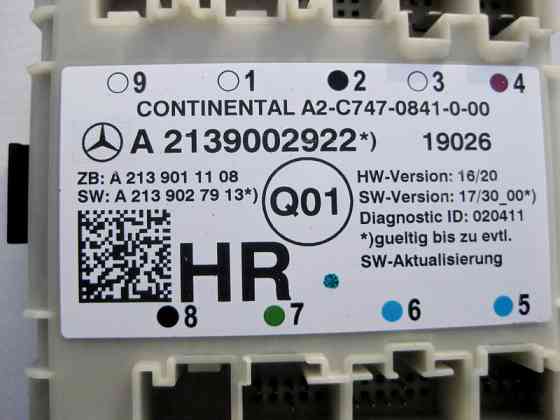 9 1 2 3 4
CONTINENTAL A2-C747-0841-0-00
A 2139002922*) 19026
ZB: A 213 901 11 08
SW: A 213 902 79 13*)
Q01
HW-Version: 16/20
SW-Version: 17/30_00*)
Diagnostic ID: 020411
*)gueltig bis zu evtl.
SW-Aktualisierung
HR
8 7 6 5